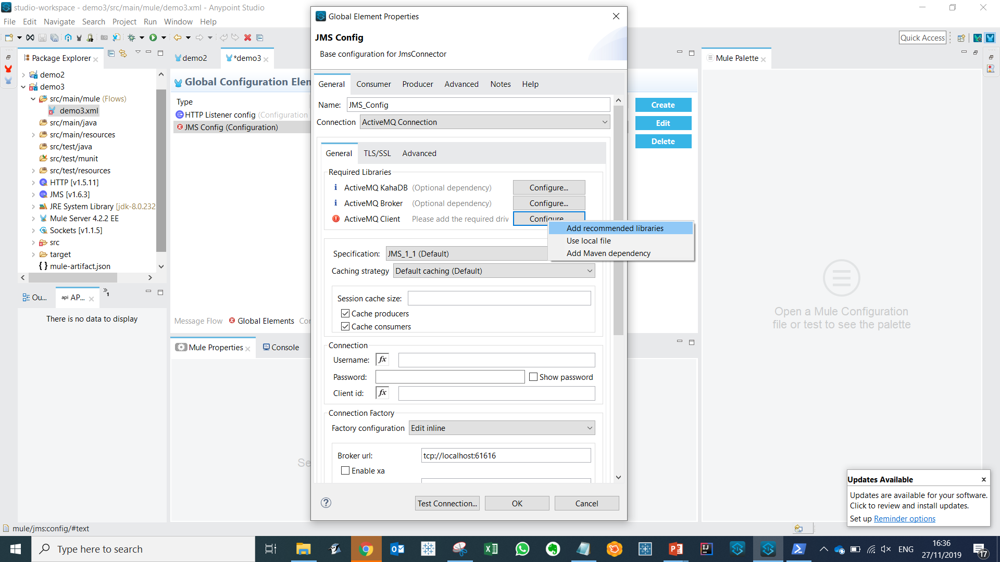 studio-workspace - demo3/src/main/mule/demo3.xml - Anypoint Studio
File Edit Navigate Search Project Run Window Help
Quick Access
Package Explorer
demo2
demo3
src/main/mule (Flows)
demo3.xml
src/main/java
src/main/resources
src/test/java
src/test/munit
src/test/resources
HTTP [v1.5.11]
JMS [v1.6.3]
JRE System Library [jdk-8.0.232
Mule Server 4.2.2 EE
Sockets [v1.1.5]
src
target
{ } mule-artifact.json
Ou...
api AP...
»1
There is no data to display
demo2
*demo3
Global Configuration Elen
Type
HTTP Listener config (Configuration
JMS Config (Configuration)
Create
Edit
Delete
Message Flow Global Elements Cor
Mule Properties
Console
Se
Global Element Properties
JMS Config
Base configuration for JmsConnector
General Consumer Producer Advanced Notes Help
Name: JMS_Config
Connection ActiveMQ Connection
General TLS/SSL Advanced
Required Libraries
ActiveMQ KahaDB (Optional dependency) Configure...
ActiveMQ Broker (Optional dependency) Configure...
ActiveMQ Client Please add the required driv Configure...
Add recommended libraries
Use local file
Add Maven dependency
Specification: JMS_1_1 (Default)
Caching strategy Default caching (Default)
Session cache size:
Cache producers
Cache consumers
Connection
Username: fx
Password: Show password
Client id: fx
Connection Factory
Factory configuration Edit inline
Broker url: tcp://localhost:61616
Enable xa
? Test Connection... OK Cancel
Mule Palette
Open a Mule Configuration
file or test to see the palette
Updates Available x
Updates are available for your software.
Click to review and install updates.
Set up Reminder options
mule/jms:config/#text
Type here to search
ENG
16:36
27/11/2019
17